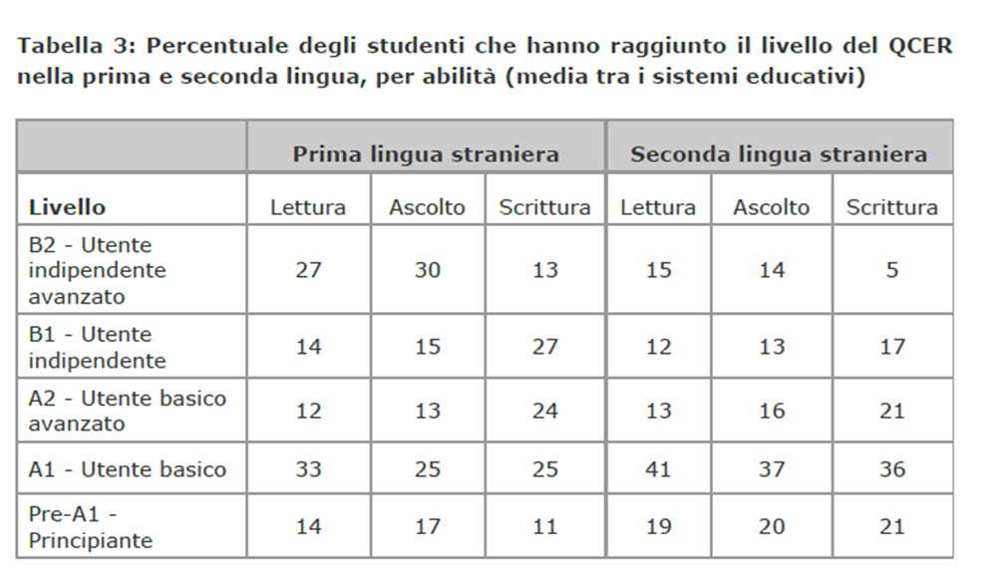 Tabella 3: Percentuale degli studenti che hanno raggiunto il livello del QCER
nella prima e seconda lingua, per abilità (media tra i sistemi educativi)
Prima lingua straniera Seconda lingua straniera
Livello Lettura Ascolto Scrittura Lettura Ascolto Scrittura
B2 - Utente
indipendente
avanzato
27 30 13 15 14 5
B1 - Utente
indipendente
14 15 27 12 13 17
A2 - Utente basico
avanzato
12 13 24 13 16 21
A1 - Utente basico 33 25 25 41 37 36
Pre-A1 -
Principiante
14 17 11 19 20 21